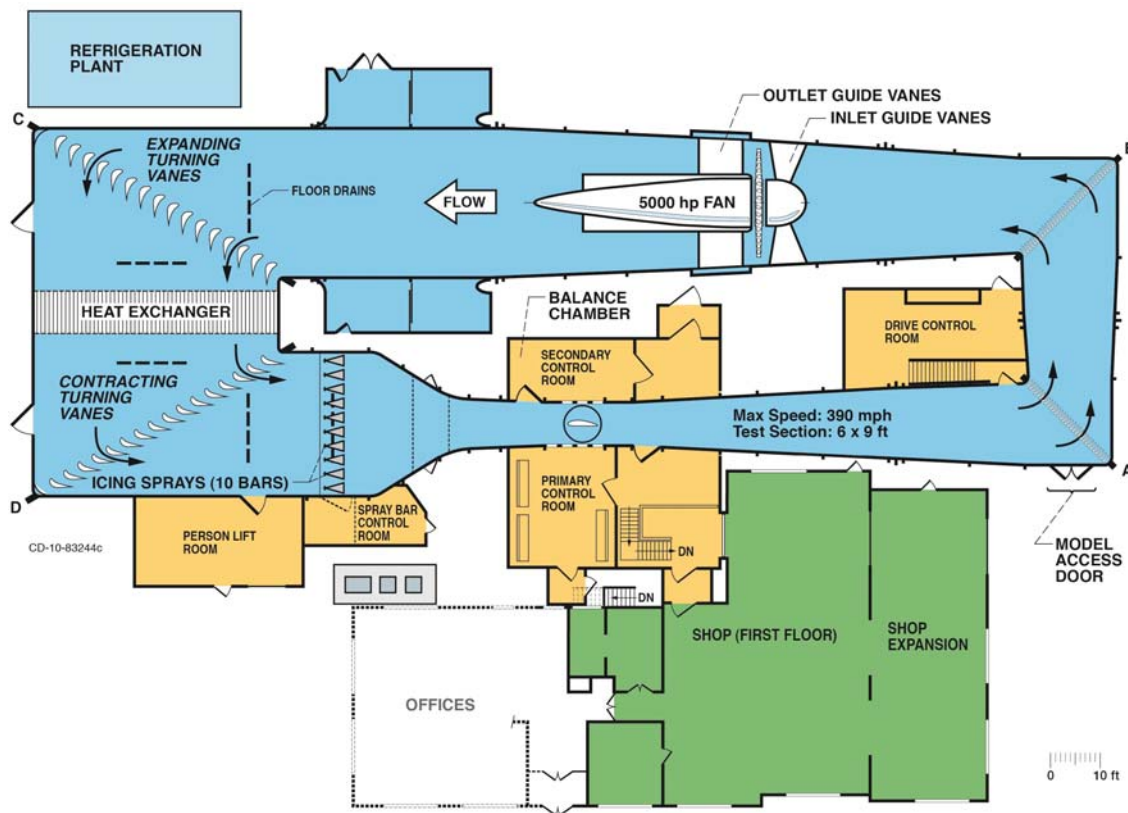 REFRIGERATION
PLANT
OUTLET GUIDE VANES
INLET GUIDE VANES
C
B
EXPANDING
TURNING
VANES
FLOOR DRAINS
FLOW
5000 hp FAN
HEAT EXCHANGER
BALANCE
CHAMBER
DRIVE CONTROL
ROOM
SECONDARY
CONTROL
ROOM
CONTRACTING
TURNING
VANES
Max Speed: 390 mph
Test Section: 6 x 9 ft
ICING SPRAYS (10 BARS)
A
D
PRIMARY
CONTROL
ROOM
SPRAY BAR
CONTROL
ROOM
PERSON LIFT
ROOM
CD-10-83244c
DN
MODEL
ACCESS
DOOR
DN
SHOP (FIRST FLOOR)
SHOP
EXPANSION
OFFICES
0 10 ft